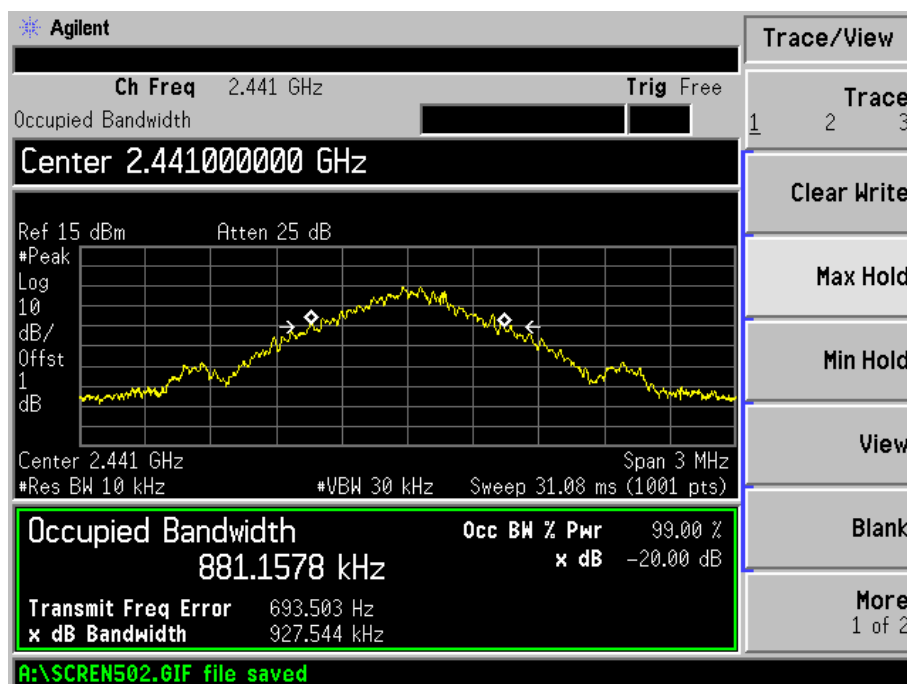 Agilent
Trace/View
Ch Freq 2.441 GHz Trig Free
Occupied Bandwidth
Trace
1 2 3
Center 2.441000000 GHz
Clear Write
Ref 15 dBm Atten 25 dB
#Peak
Log
10
dB/
Offst
1
dB
Max Hold
Min Hold
Center 2.441 GHz Span 3 MHz
#Res BW 10 kHz #VBW 30 kHz Sweep 31.08 ms (1001 pts)
View
Occupied Bandwidth
881.1578 kHz
Occ BW % Pwr 99.00 %
x dB -20.00 dB
Blank
Transmit Freq Error 693.503 Hz
x dB Bandwidth 927.544 kHz
More
1 of 2
A:\SCREN502.GIF file saved